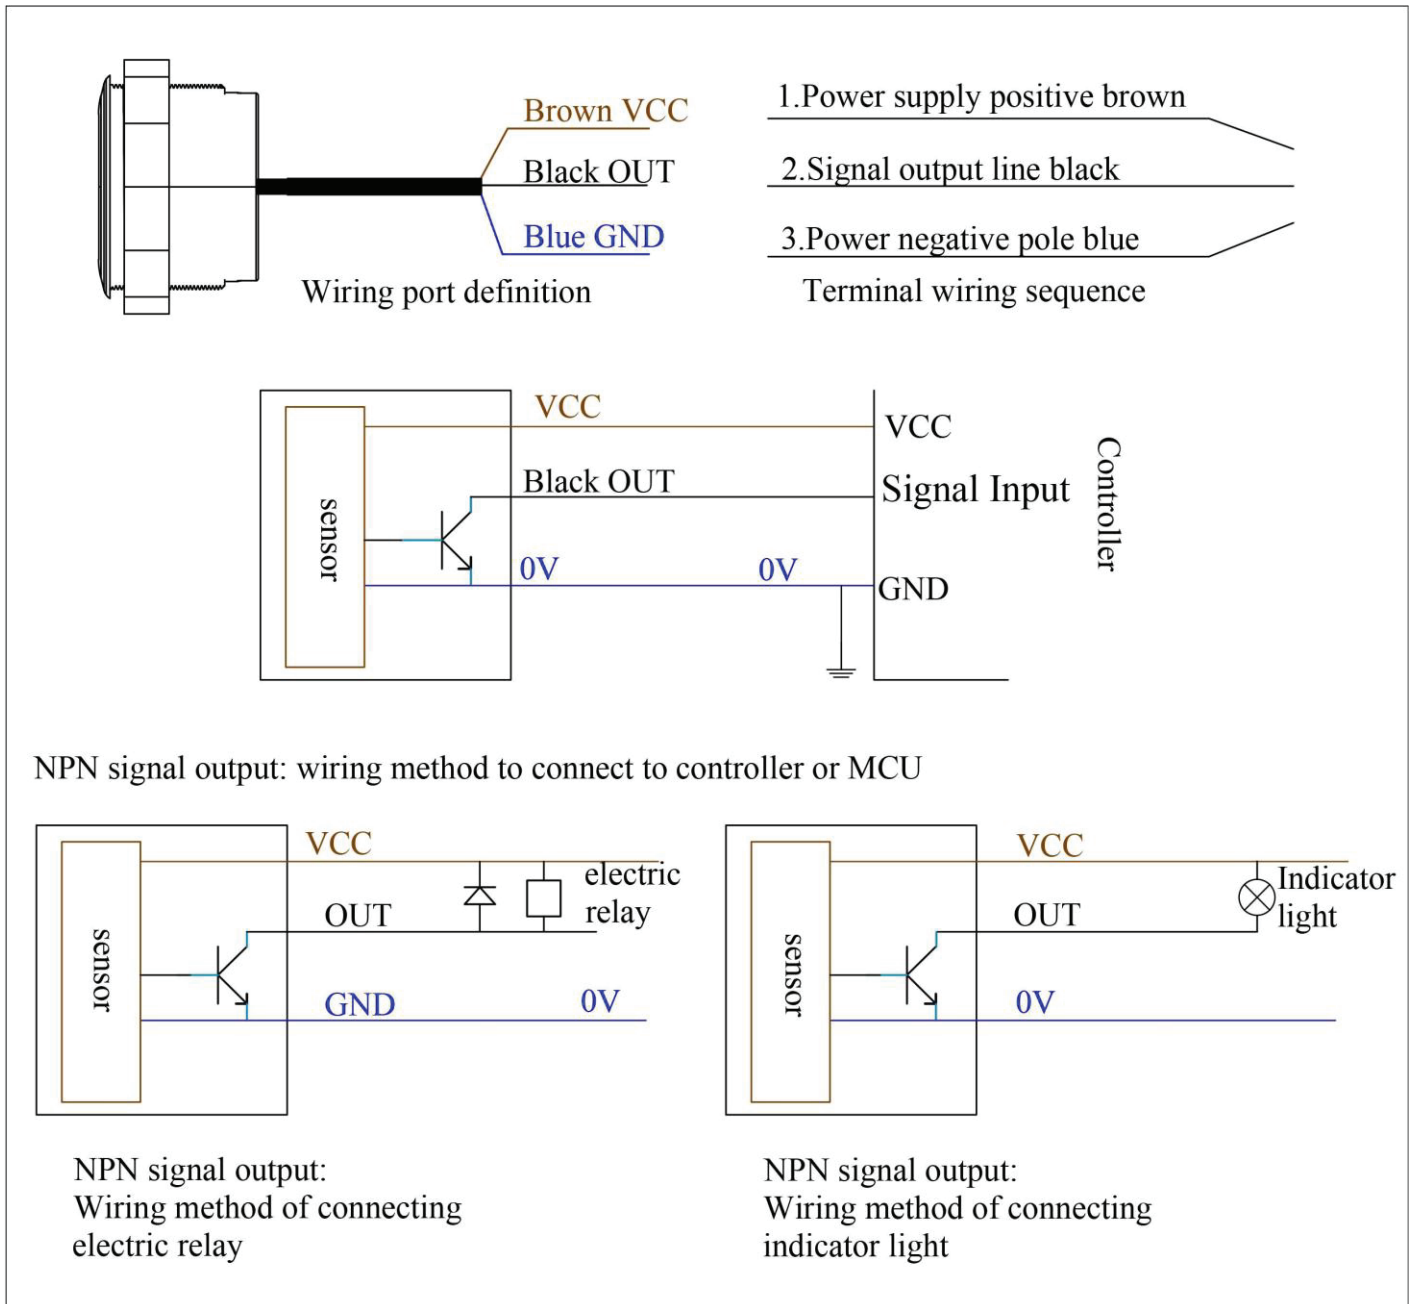 Brown VCC
Black OUT
Blue GND
Wiring port definition
1.Power supply positive brown
2.Signal output line black
3.Power negative pole blue
Terminal wiring sequence
sensor
VCC
Black OUT
0V
0V
VCC
Signal Input
GND
Controller
NPN signal output: wiring method to connect to controller or MCU
sensor
VCC
OUT
GND
0V
electric
relay
NPN signal output:
Wiring method of connecting
electric relay
sensor
VCC
OUT
0V
Indicator
light
NPN signal output:
Wiring method of connecting
indicator light